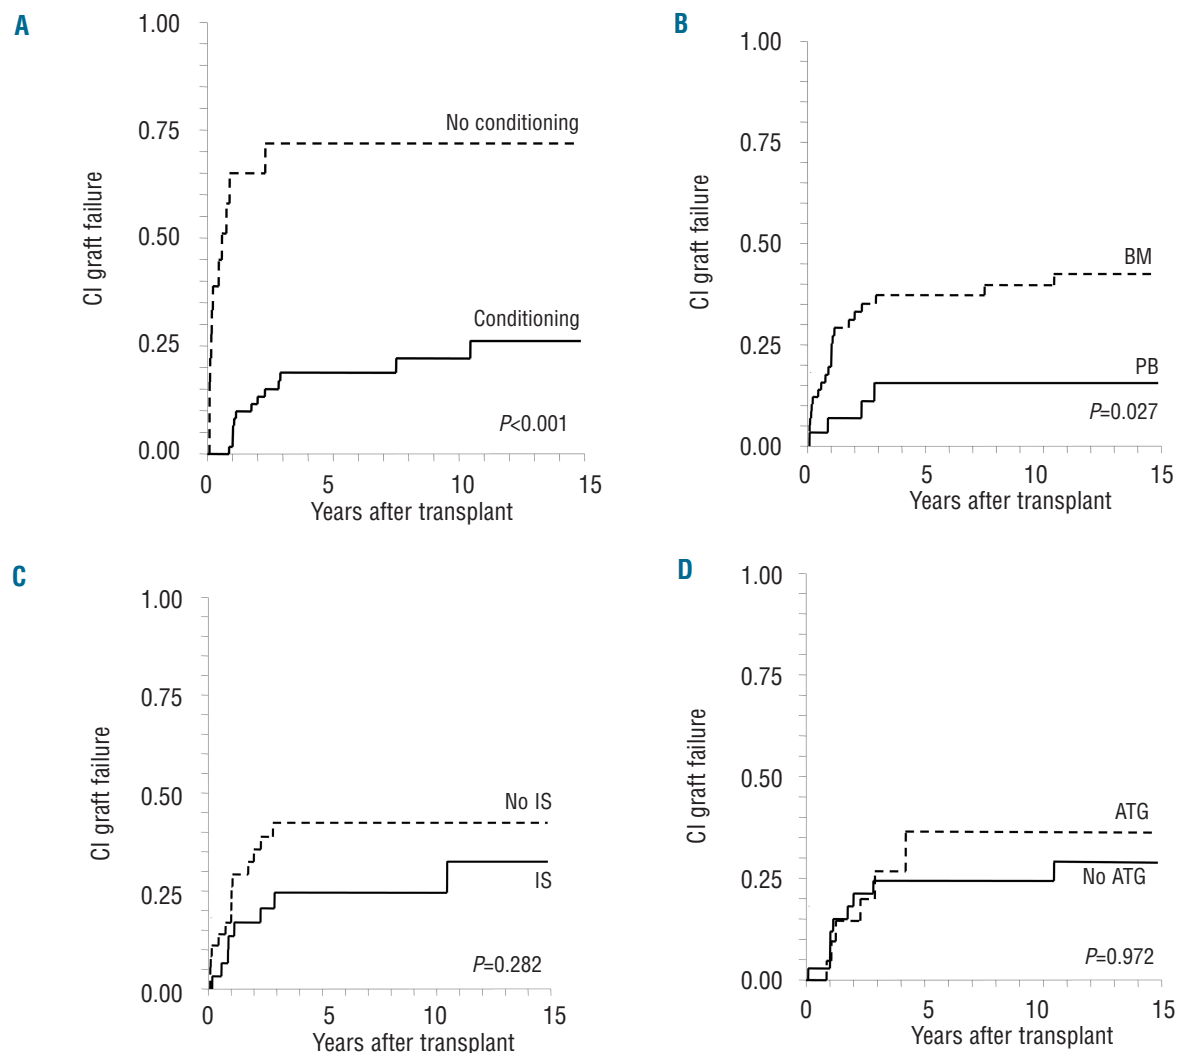 A
CI graft failure
1.00
0.75
0.50
0.25
0.00
No conditioning
Conditioning
P<0.001
0 5 10 15
Years after transplant
B
CI graft failure
1.00
0.75
0.50
0.25
0.00
BM
PB
P=0.027
0 5 10 15
Years after transplant
C
CI graft failure
1.00
0.75
0.50
0.25
0.00
No IS
IS
P=0.282
0 5 10 15
Years after transplant
D
CI graft failure
1.00
0.75
0.50
0.25
0.00
ATG
No ATG
P=0.972
0 5 10 15
Years after transplant